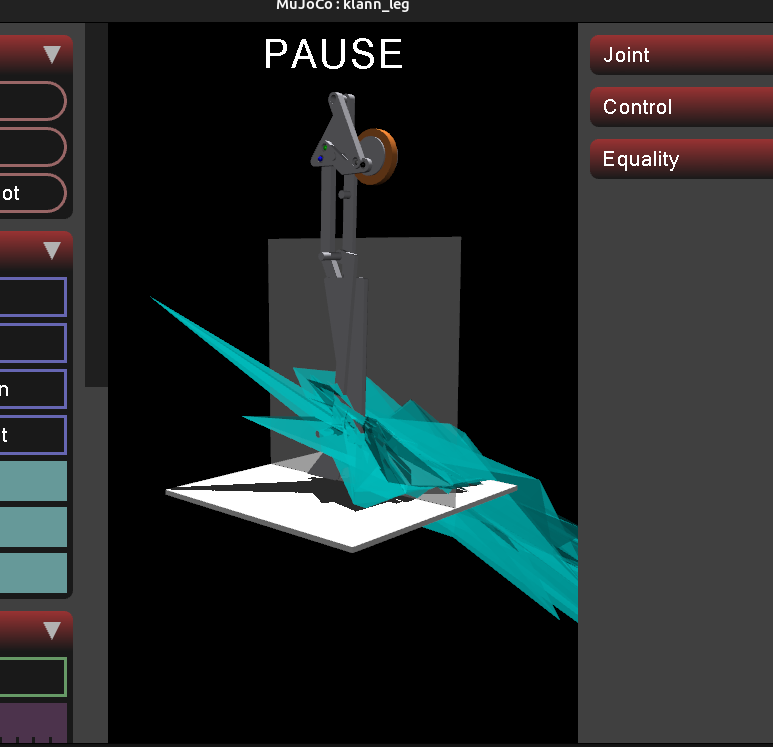 MuJoCo : klann_leg
PAUSE
Joint
Control
Equality
ot
n
t